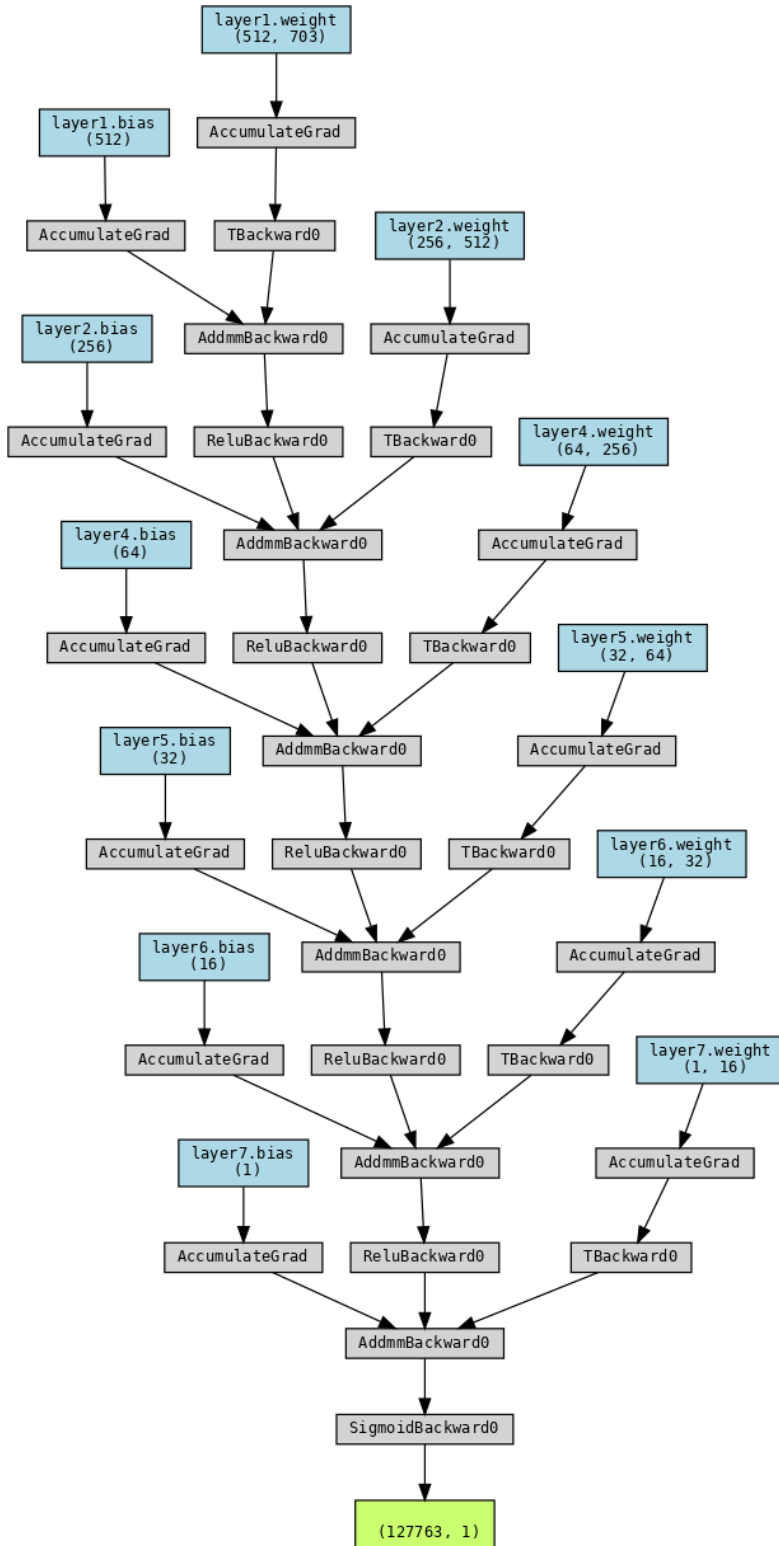 layer1.weight
(512, 703)
layer1.bias
(512)
AccumulateGrad
AccumulateGrad
TBackward0
layer2.weight
(256, 512)
layer2.bias
(256)
AddmmBackward0
AccumulateGrad
AccumulateGrad
ReluBackward0
TBackward0
layer4.weight
(64, 256)
layer4.bias
(64)
AddmmBackward0
AccumulateGrad
AccumulateGrad
ReluBackward0
TBackward0
layer5.weight
(32, 64)
layer5.bias
(32)
AddmmBackward0
AccumulateGrad
AccumulateGrad
ReluBackward0
TBackward0
layer6.weight
(16, 32)
layer6.bias
(16)
AddmmBackward0
AccumulateGrad
AccumulateGrad
ReluBackward0
TBackward0
layer7.weight
(1, 16)
layer7.bias
(1)
AddmmBackward0
AccumulateGrad
AccumulateGrad
ReluBackward0
TBackward0
AddmmBackward0
SigmoidBackward0
(127763, 1)